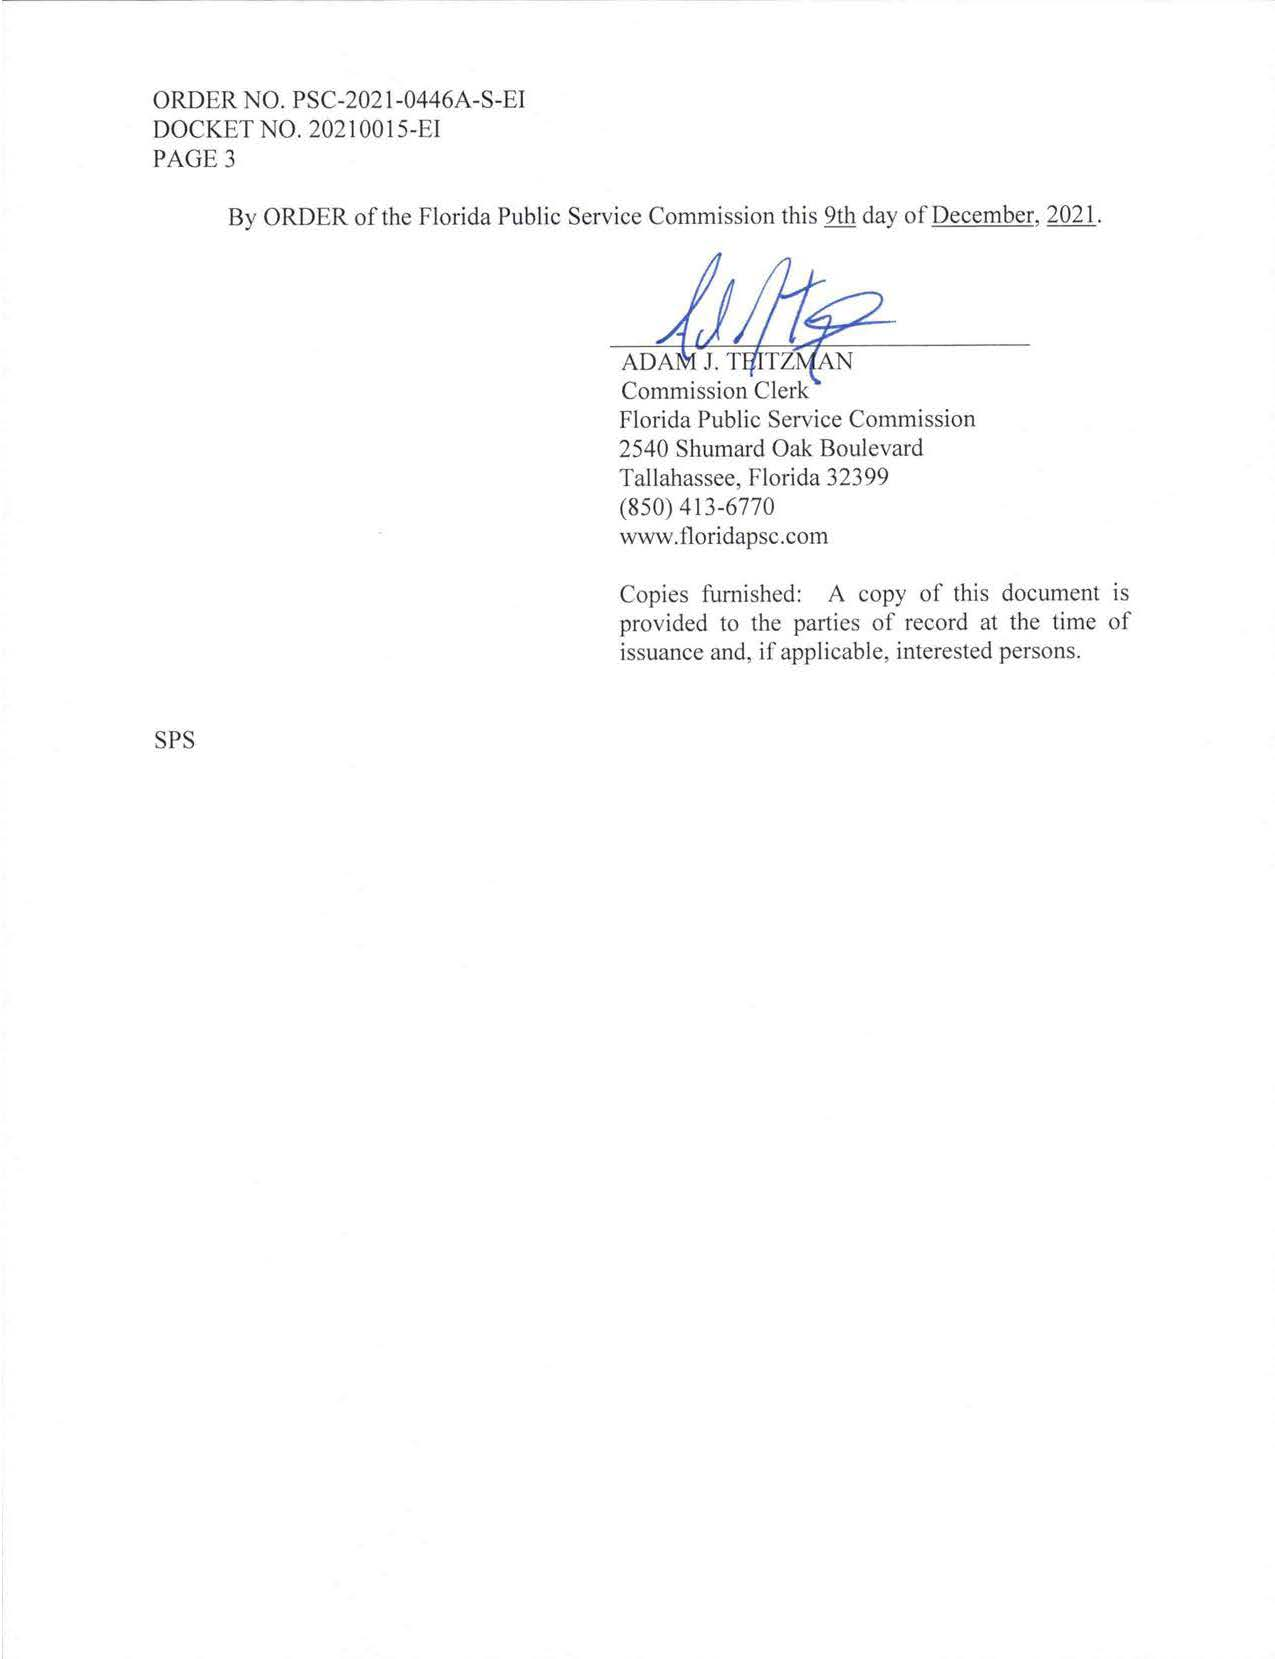 ORDER NO. PSC-2021-0446A-S-EI
DOCKET NO. 20210015-EI
PAGE 3
By ORDER of the Florida Public Service Commission this 9th day of December, 2021.
ADAM J. TEITZMAN
Commission Clerk
Florida Public Service Commission
2540 Shumard Oak Boulevard
Tallahassee, Florida 32399
(850) 413-6770
www.floridapsc.com
Copies furnished: A copy of this document is
provided to the parties of record at the time of
issuance and, if applicable, interested persons.
SPS